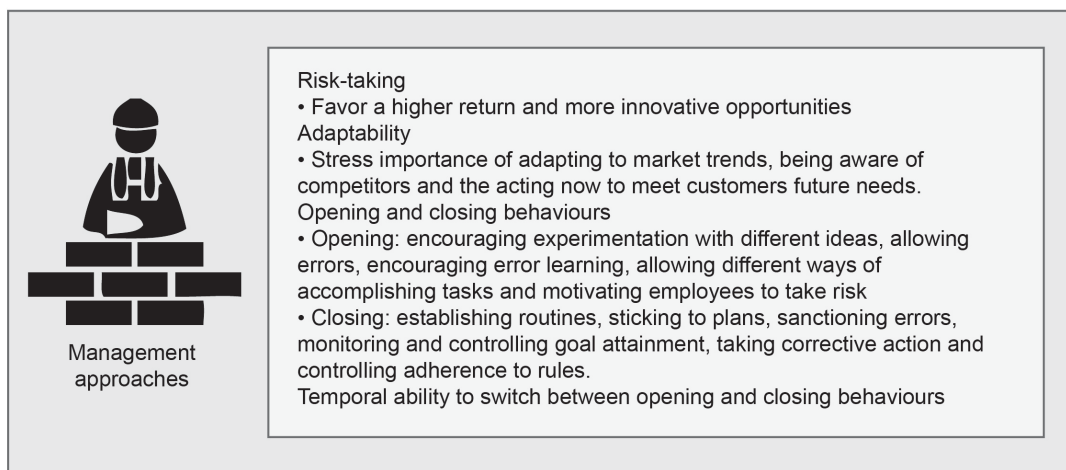 Management
approaches
Risk-taking
• Favor a higher return and more innovative opportunities
Adaptability
• Stress importance of adapting to market trends, being aware of
competitors and the acting now to meet customers future needs.
Opening and closing behaviours
• Opening: encouraging experimentation with different ideas, allowing
errors, encouraging error learning, allowing different ways of
accomplishing tasks and motivating employees to take risk
• Closing: establishing routines, sticking to plans, sanctioning errors,
monitoring and controlling goal attainment, taking corrective action and
controlling adherence to rules.
Temporal ability to switch between opening and closing behaviours